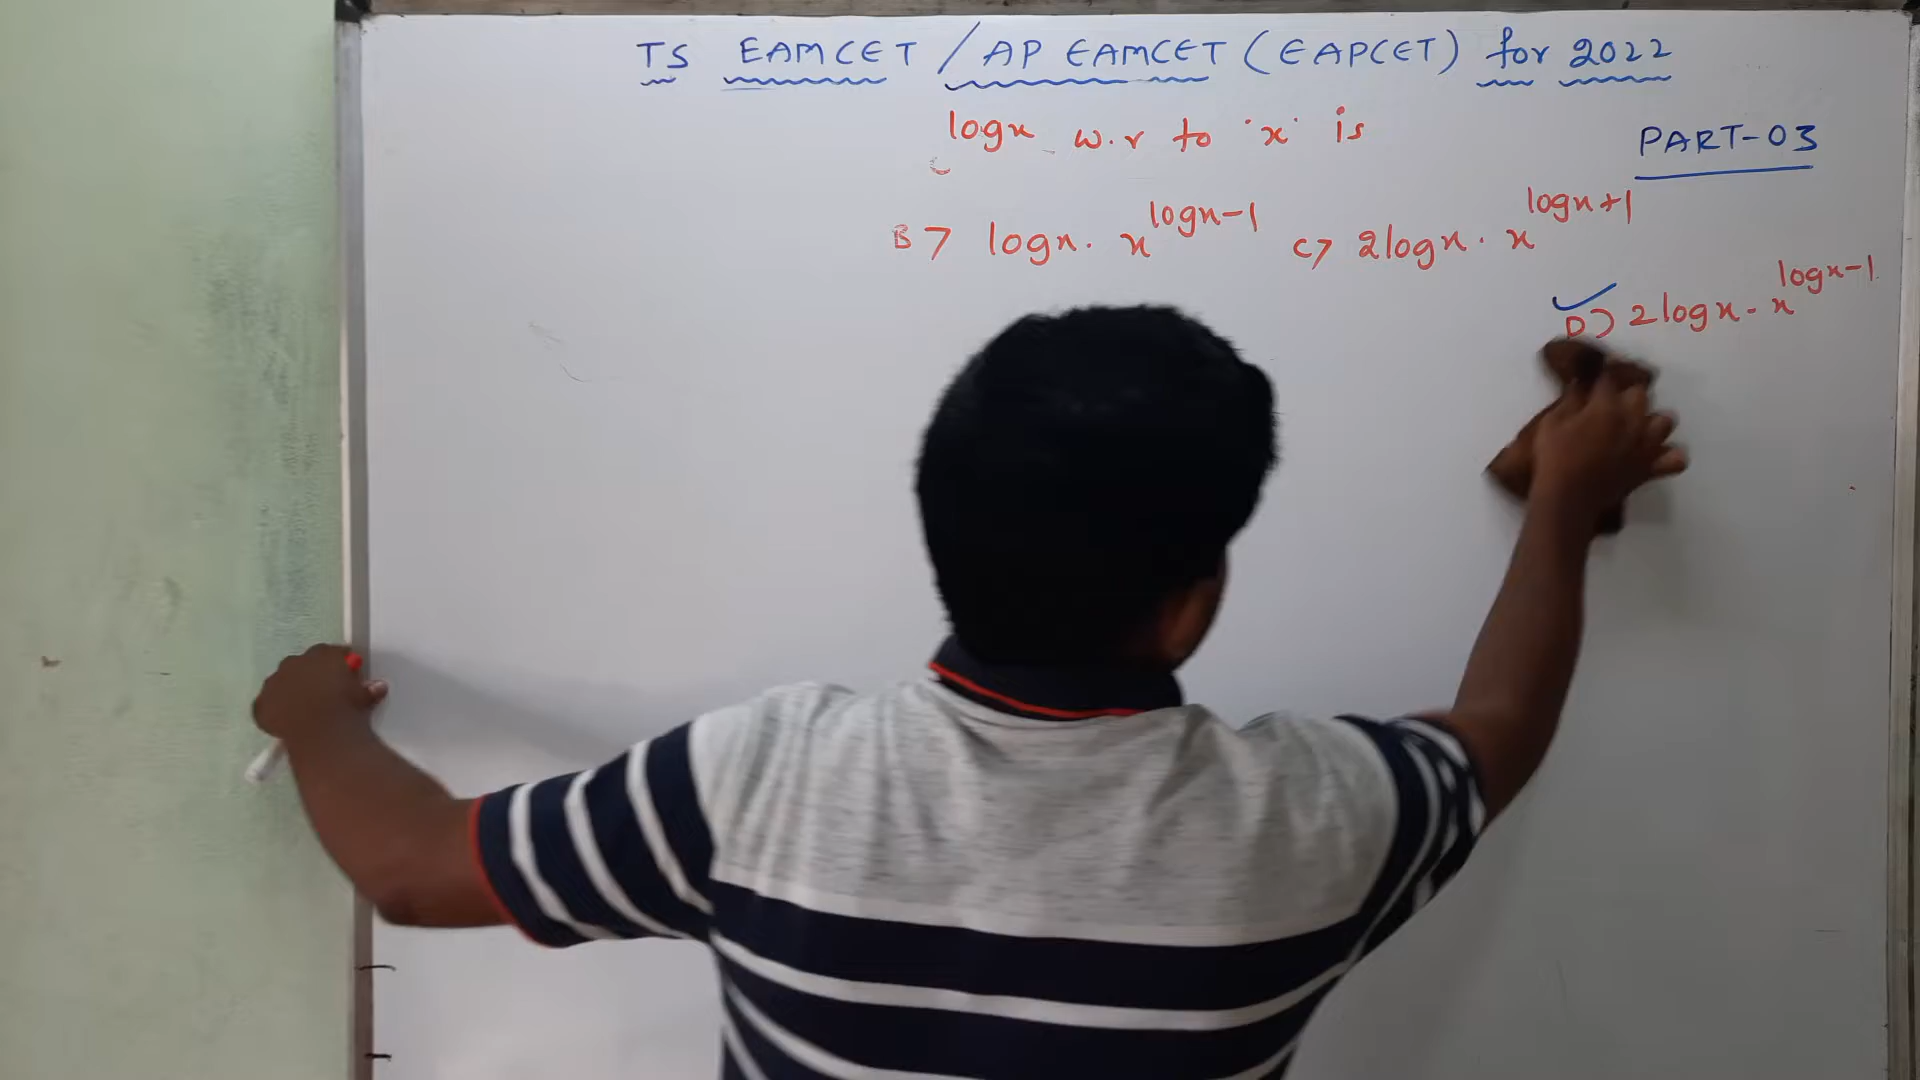 TS EAMCET / AP EAMCET (EAPCET) for 2022
logx w.r to 'x' is
PART-03
B> logx. x^logx-1 C> 2logx. x^logx+1
D) 2logx. x^logx-1